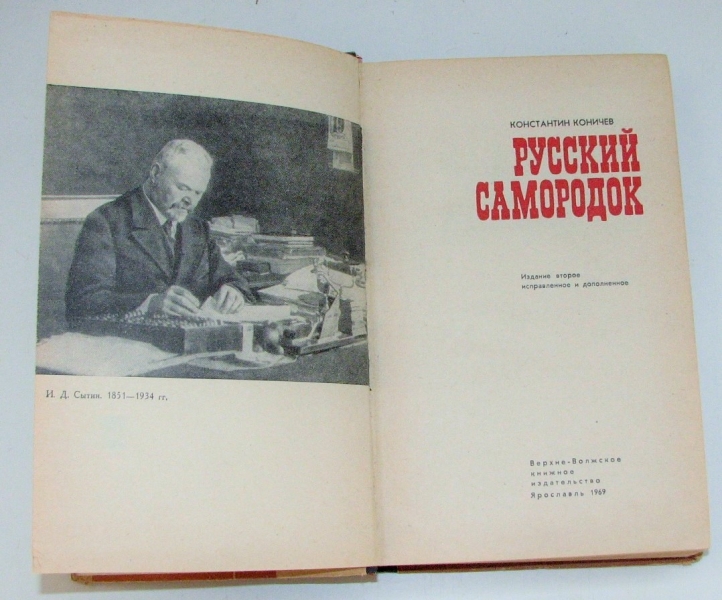 И. Д. Сытин. 1851—1934 гг.
КОНСТАНТИН КОНИЧЕВ
РУССКИЙ
САМОРОДОК
Издание второе
исправленное и дополненное
Верхне-Волжское
книжное
издательство
Ярославль 1969